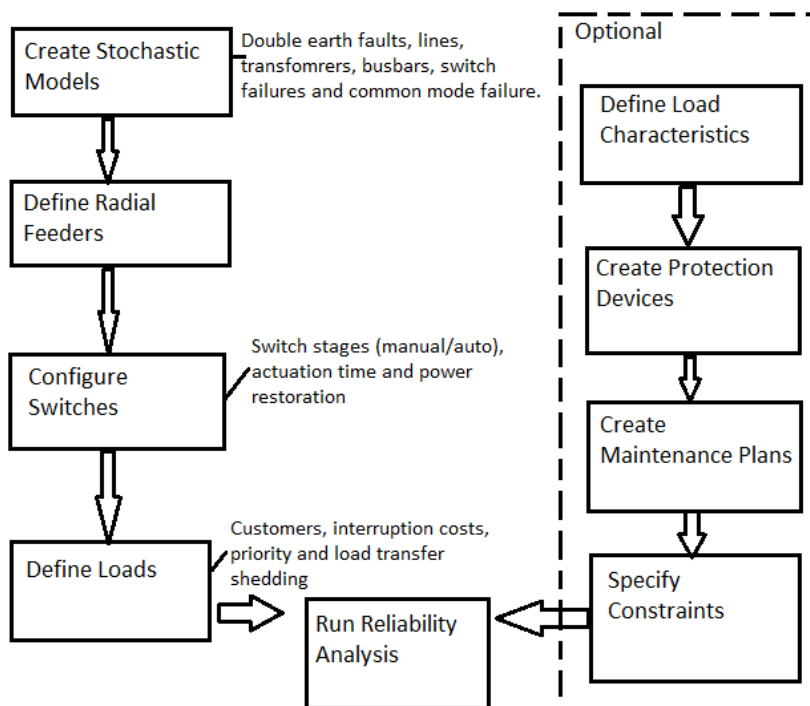 Create Stochastic
Models
Double earth faults, lines,
transfomrers, busbars, switch
failures and common mode failure.
Define Radial
Feeders
Configure
Switches
Switch stages (manual/auto),
actuation time and power
restoration
Define Loads
Customers, interruption costs,
priority and load transfer
shedding
Run Reliability
Analysis
Optional
Define Load
Characteristics
Create Protection
Devices
Create
Maintenance Plans
Specify
Constraints